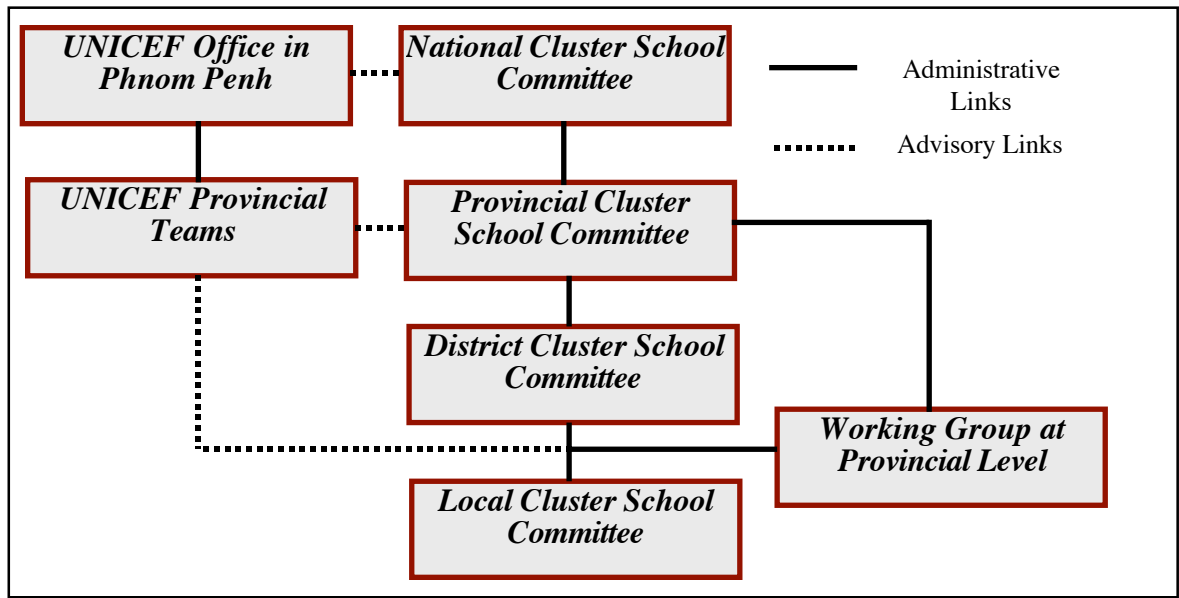 UNICEF Office in
Phnom Penh
National Cluster School
Committee
Administrative
Links
Advisory Links
UNICEF Provincial
Teams
Provincial Cluster
School Committee
District Cluster School
Committee
Working Group at
Provincial Level
Local Cluster School
Committee